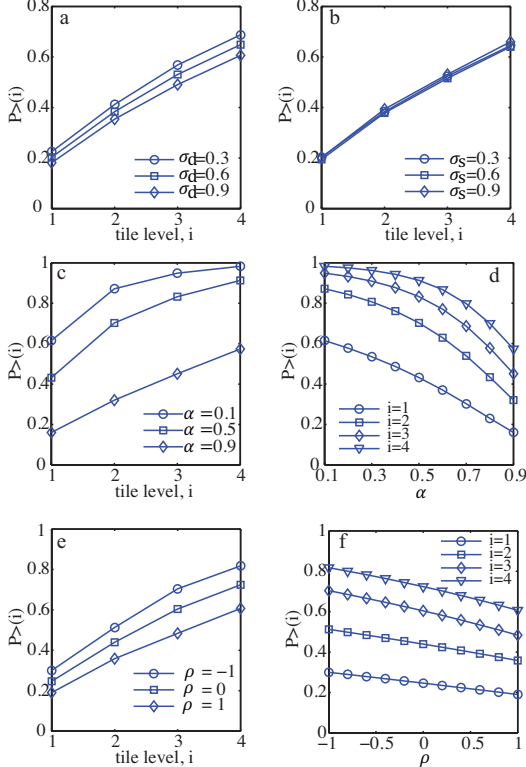 a
0.8
0.6
0.4
0.2
0
P>(i)
σd=0.3
σd=0.6
σd=0.9
1 2 3 4
tile level, i
b
0.8
0.6
0.4
0.2
0
P>(i)
σs=0.3
σs=0.6
σs=0.9
1 2 3 4
tile level, i
c
1
0.8
0.6
0.4
0.2
0
P>(i)
α =0.1
α =0.5
α =0.9
1 2 3 4
tile level, i
d
1
0.8
0.6
0.4
0.2
0
P>(i)
i=1
i=2
i=3
i=4
0.1 0.3 0.5 0.7 0.9
α
e
1
0.8
0.6
0.4
0.2
0
P>(i)
ρ = −1
ρ = 0
ρ = 1
1 2 3 4
tile level, i
f
1
0.8
0.6
0.4
0.2
0
P>(i)
i=1
i=2
i=3
i=4
−1 −0.5 0 0.5 1
ρ